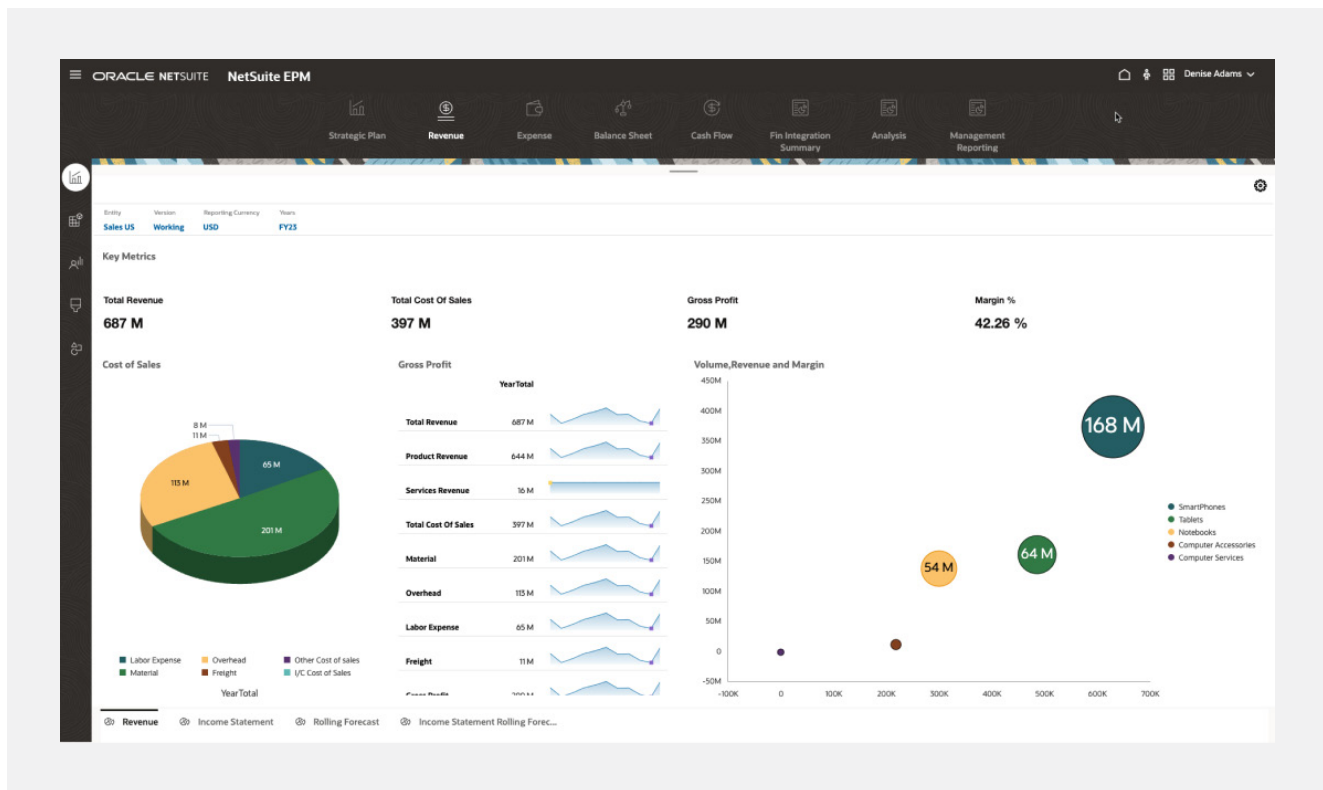 ORACLE NETSUITE NetSuite EPM
Denise Adams
Strategic Plan Revenue Expense Balance Sheet Cash Flow Fin Integration Summary Analysis Management Reporting
Entity Version Reporting Currency Years
Sales US Working USD FY23
Key Metrics
Total Revenue Total Cost Of Sales Gross Profit Margin %
687 M 397 M 290 M 42.26 %
Cost of Sales
8 M
11 M
65 M
113 M
201 M
Labor Expense Overhead Other Cost of sales
Material Freight I/C Cost of Sales
YearTotal
Gross Profit
YearTotal
Total Revenue 687 M
Product Revenue 644 M
Services Revenue 16 M
Total Cost Of Sales 397 M
Material 201 M
Overhead 113 M
Labor Expense 65 M
Freight 11 M
Gross Profit 290 M
Volume,Revenue and Margin
450M
400M
350M
300M
250M
200M
150M
100M
50M
0
-50M
168 M
64 M
54 M
-100K 0 100K 200K 300K 400K 500K 600K 700K
SmartPhones
Tablets
Notebooks
Computer Accessories
Computer Services
Revenue Income Statement Rolling Forecast Income Statement Rolling Forec...